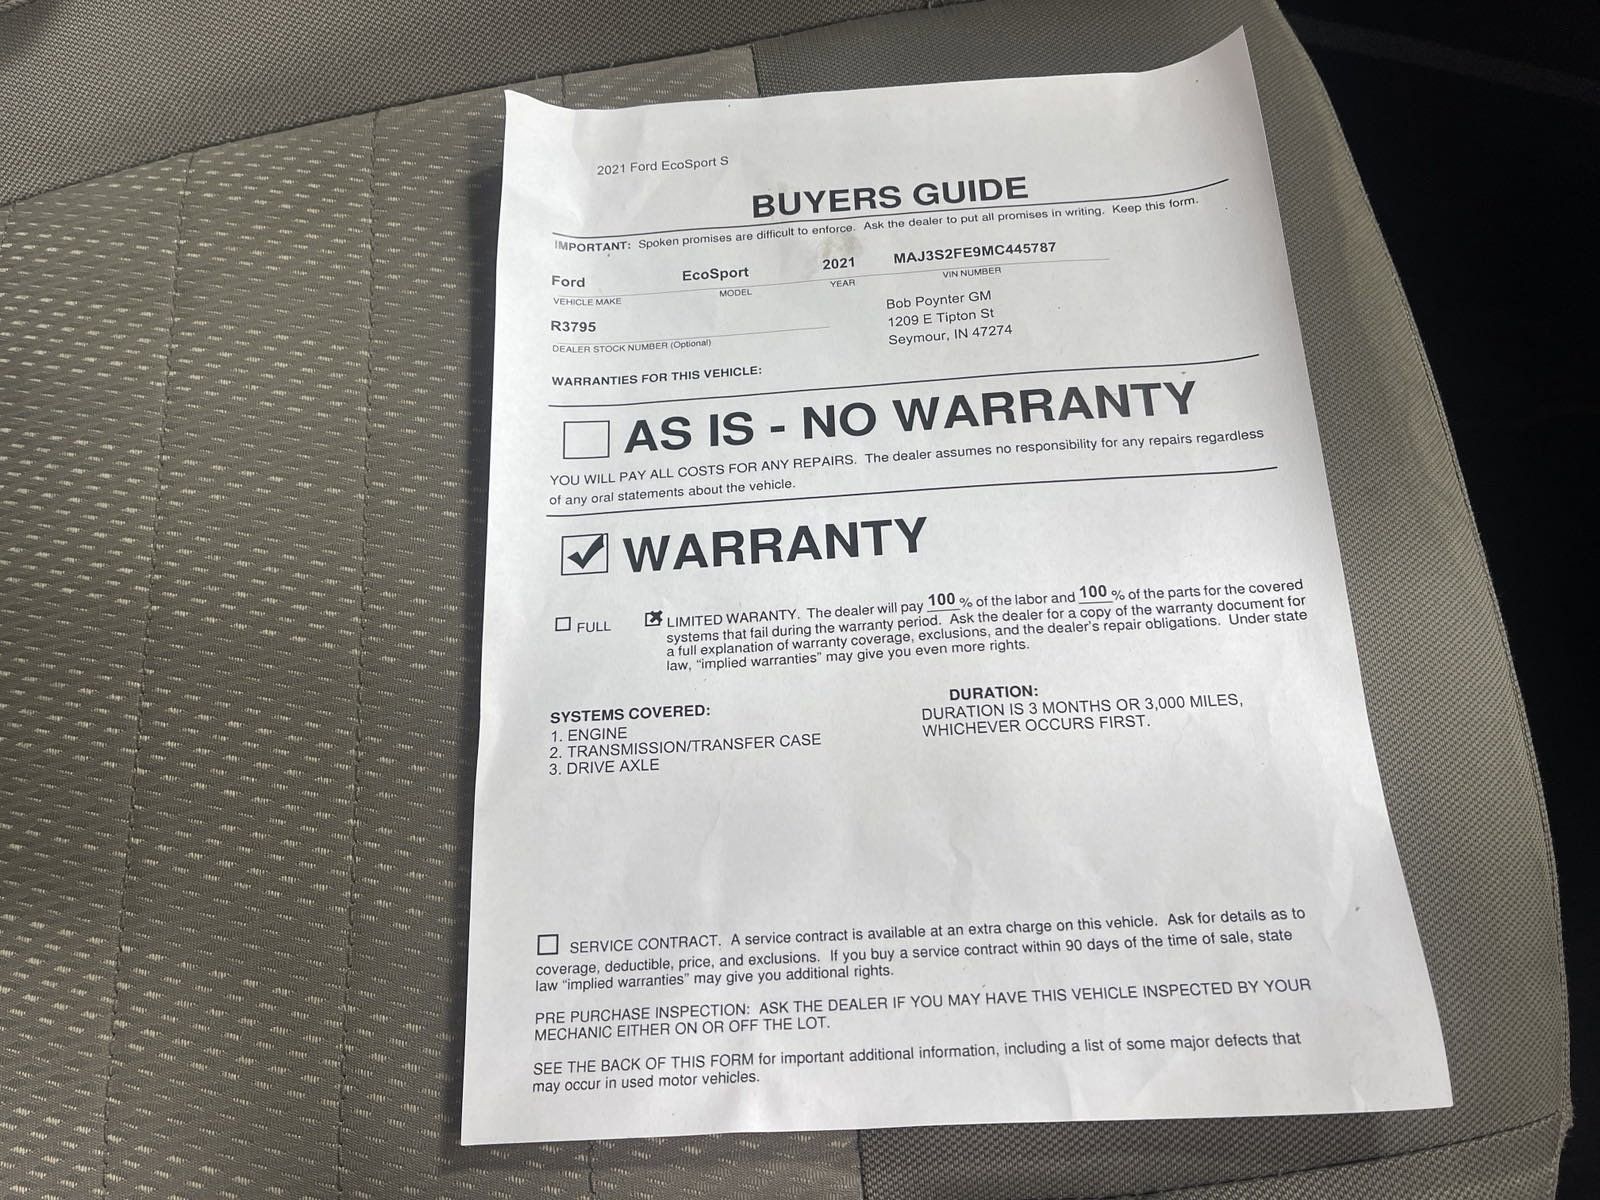 2021 Ford EcoSport S
BUYERS GUIDE
IMPORTANT: Spoken promises are difficult to enforce. Ask the dealer to put all promises in writing. Keep this form.
Ford EcoSport 2021 MAJ3S2FE9MC445787
VEHICLE MAKE MODEL YEAR VIN NUMBER
R3795
DEALER STOCK NUMBER (Optional)
Bob Poynter GM
1209 E Tipton St
Seymour, IN 47274
WARRANTIES FOR THIS VEHICLE:
AS IS - NO WARRANTY
YOU WILL PAY ALL COSTS FOR ANY REPAIRS. The dealer assumes no responsibility for any repairs regardless
of any oral statements about the vehicle.
WARRANTY
FULL
LIMITED WARANTY. The dealer will pay 100 % of the labor and 100 % of the parts for the covered
systems that fail during the warranty period. Ask the dealer for a copy of the warranty document for
a full explanation of warranty coverage, exclusions, and the dealer's repair obligations. Under state
law, "implied warranties" may give you even more rights.
SYSTEMS COVERED:
1. ENGINE
2. TRANSMISSION/TRANSFER CASE
3. DRIVE AXLE
DURATION:
DURATION IS 3 MONTHS OR 3,000 MILES,
WHICHEVER OCCURS FIRST.
SERVICE CONTRACT. A service contract is available at an extra charge on this vehicle. Ask for details as to
coverage, deductible, price, and exclusions. If you buy a service contract within 90 days of the time of sale, state
law "implied warranties" may give you additional rights.
PRE PURCHASE INSPECTION: ASK THE DEALER IF YOU MAY HAVE THIS VEHICLE INSPECTED BY YOUR
MECHANIC EITHER ON OR OFF THE LOT.
SEE THE BACK OF THIS FORM for important additional information, including a list of some major defects that
may occur in used motor vehicles.